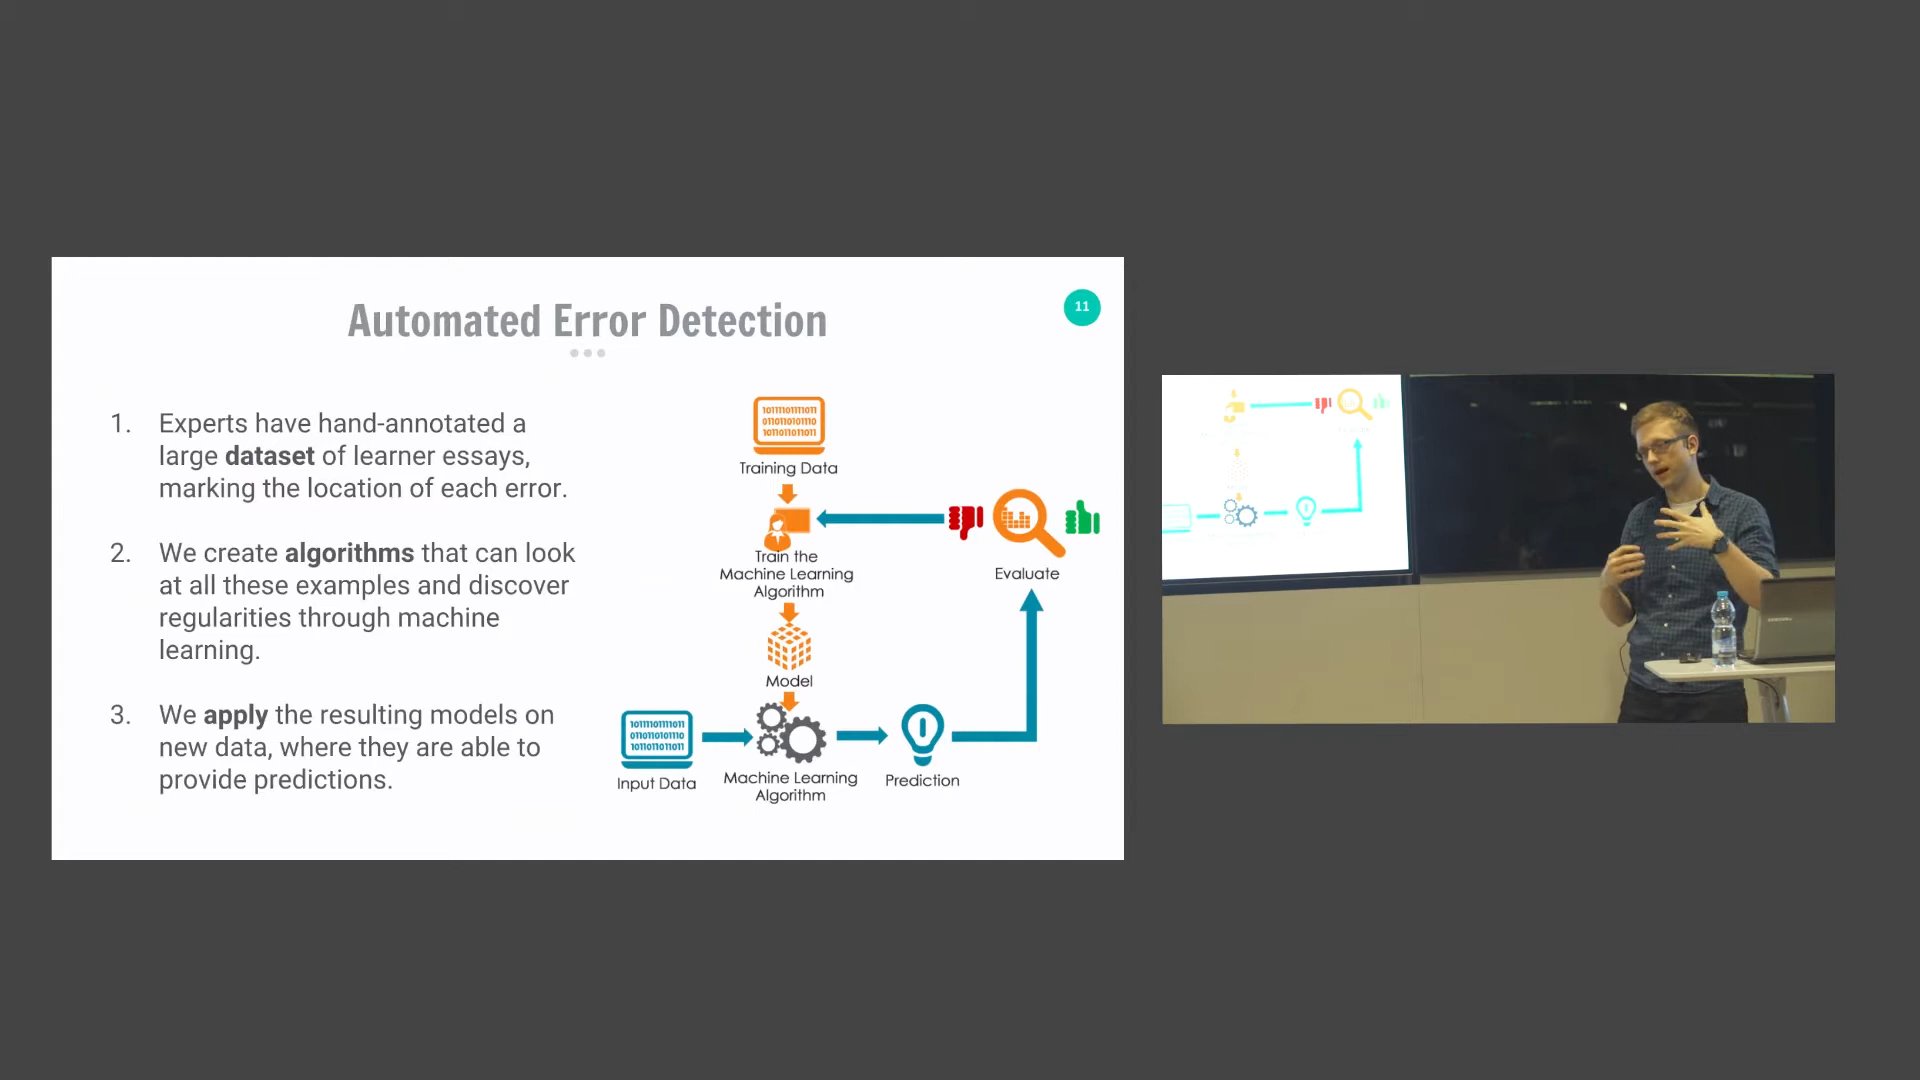 Automated Error Detection
11
1. Experts have hand-annotated a
large dataset of learner essays,
marking the location of each error.
2. We create algorithms that can look
at all these examples and discover
regularities through machine
learning.
3. We apply the resulting models on
new data, where they are able to
provide predictions.
Training Data
Train the
Machine Learning
Algorithm
Evaluate
Model
Input Data
Machine Learning
Algorithm
Prediction
SAMSUNG